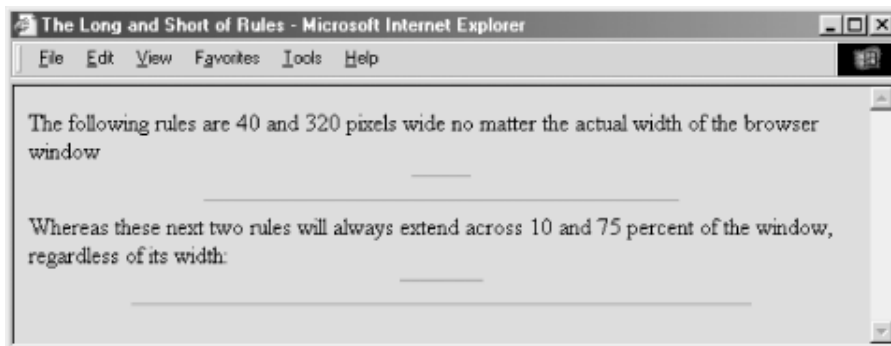 The Long and Short of Rules - Microsoft Internet Explorer
File Edit View Favorites Tools Help
The following rules are 40 and 320 pixels wide no matter the actual width of the browser
window
Whereas these next two rules will always extend across 10 and 75 percent of the window,
regardless of its width: